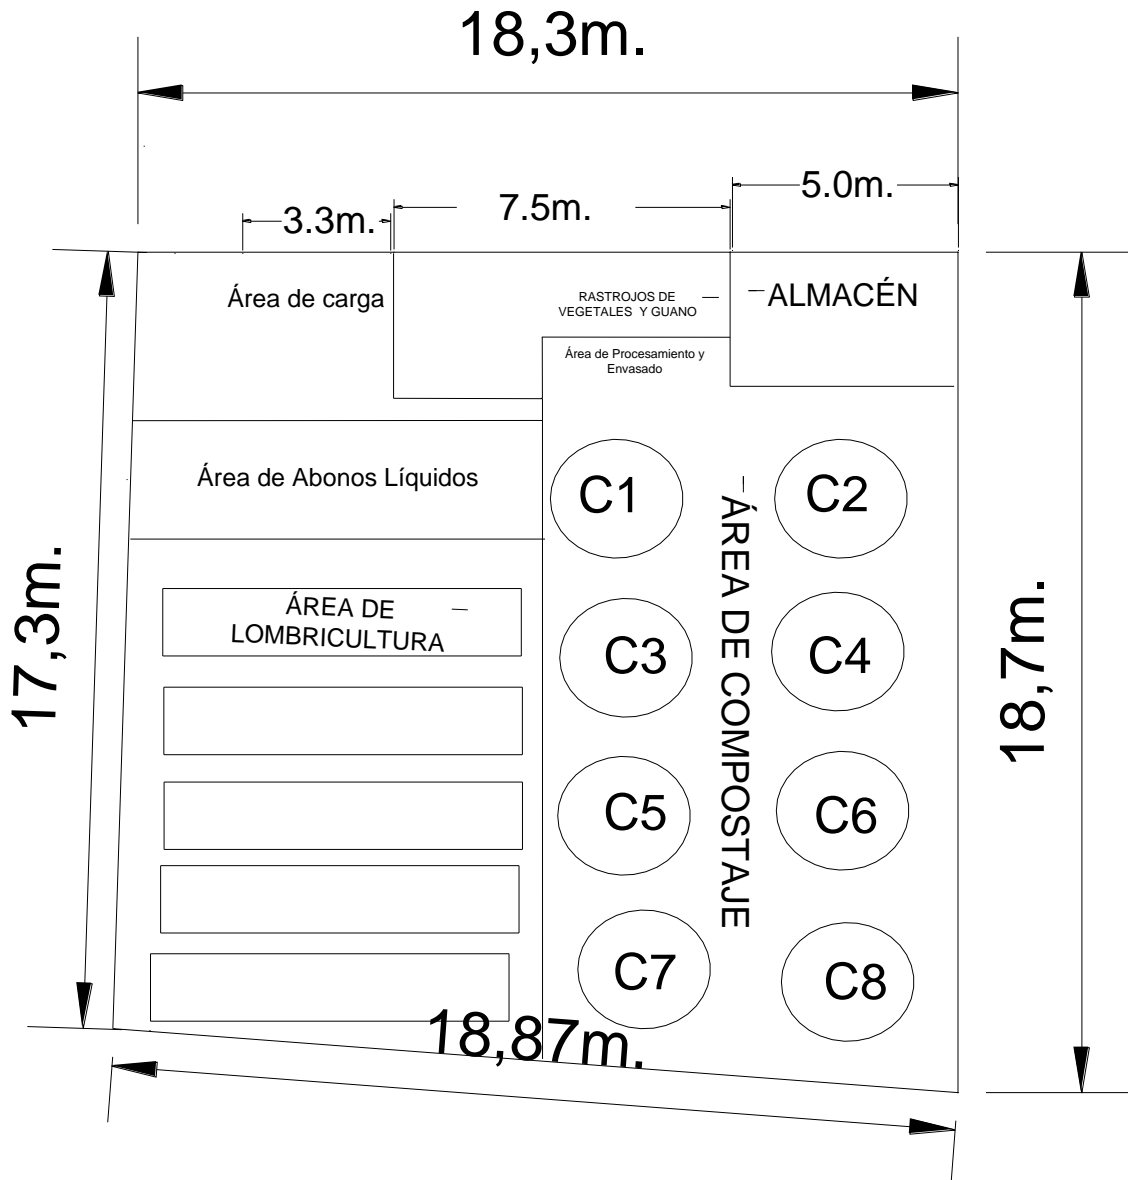 18,3m.
3.3m.
7.5m.
5.0m.
Área de carga
RASTROJOS DE
VEGETALES Y GUANO
ALMACÉN
Área de Procesamiento y
Envasado
Área de Abonos Líquidos
C1
C2
ÁREA DE
LOMBRICULTURA
C3
C4
ÁREA DE COMPOSTAJE
17,3m.
18,7m.
C5
C6
C7
C8
18,87m.